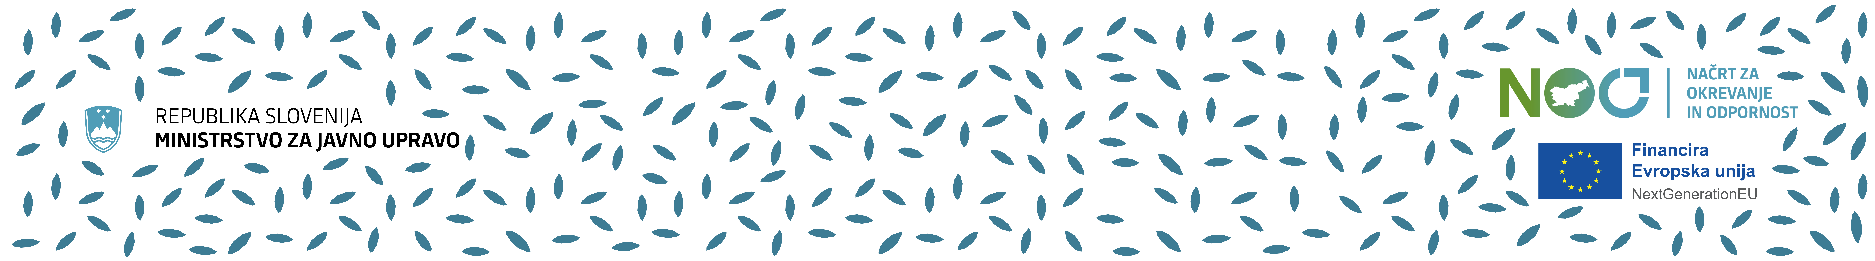 REPUBLIKA SLOVENIJA
MINISTRSTVO ZA JAVNO UPRAVO
NOO
NAČRT ZA
OKREVANJE
IN ODPORNOST
Financira
Evropska unija
NextGenerationEU